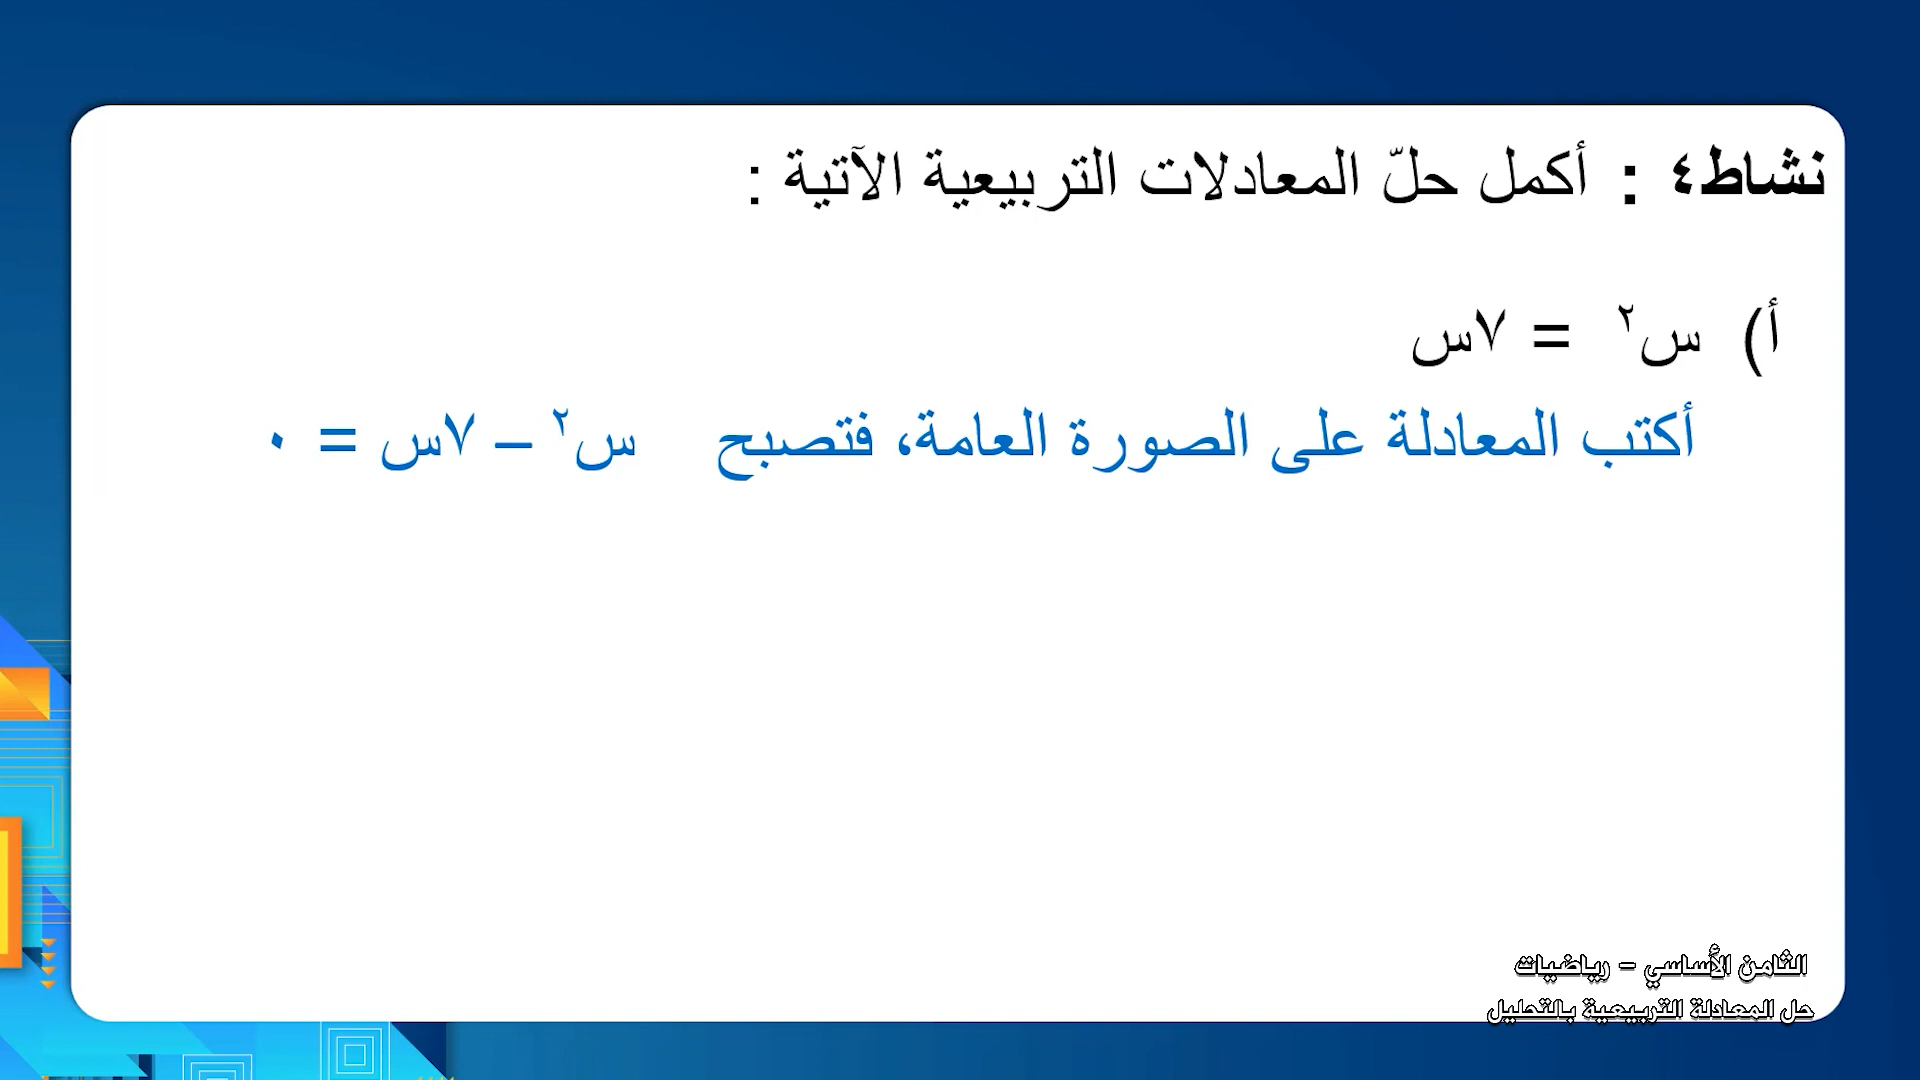 نشاط٤ : أكمل حلّ المعادلات التربيعية الآتية :
أ) س٢ = ٧س
أكتب المعادلة على الصورة العامة، فتصبح س٢ – ٧س = ٠
الثامن الأساسي - رياضيات
حل المعادلة التربيعية بالتحليل